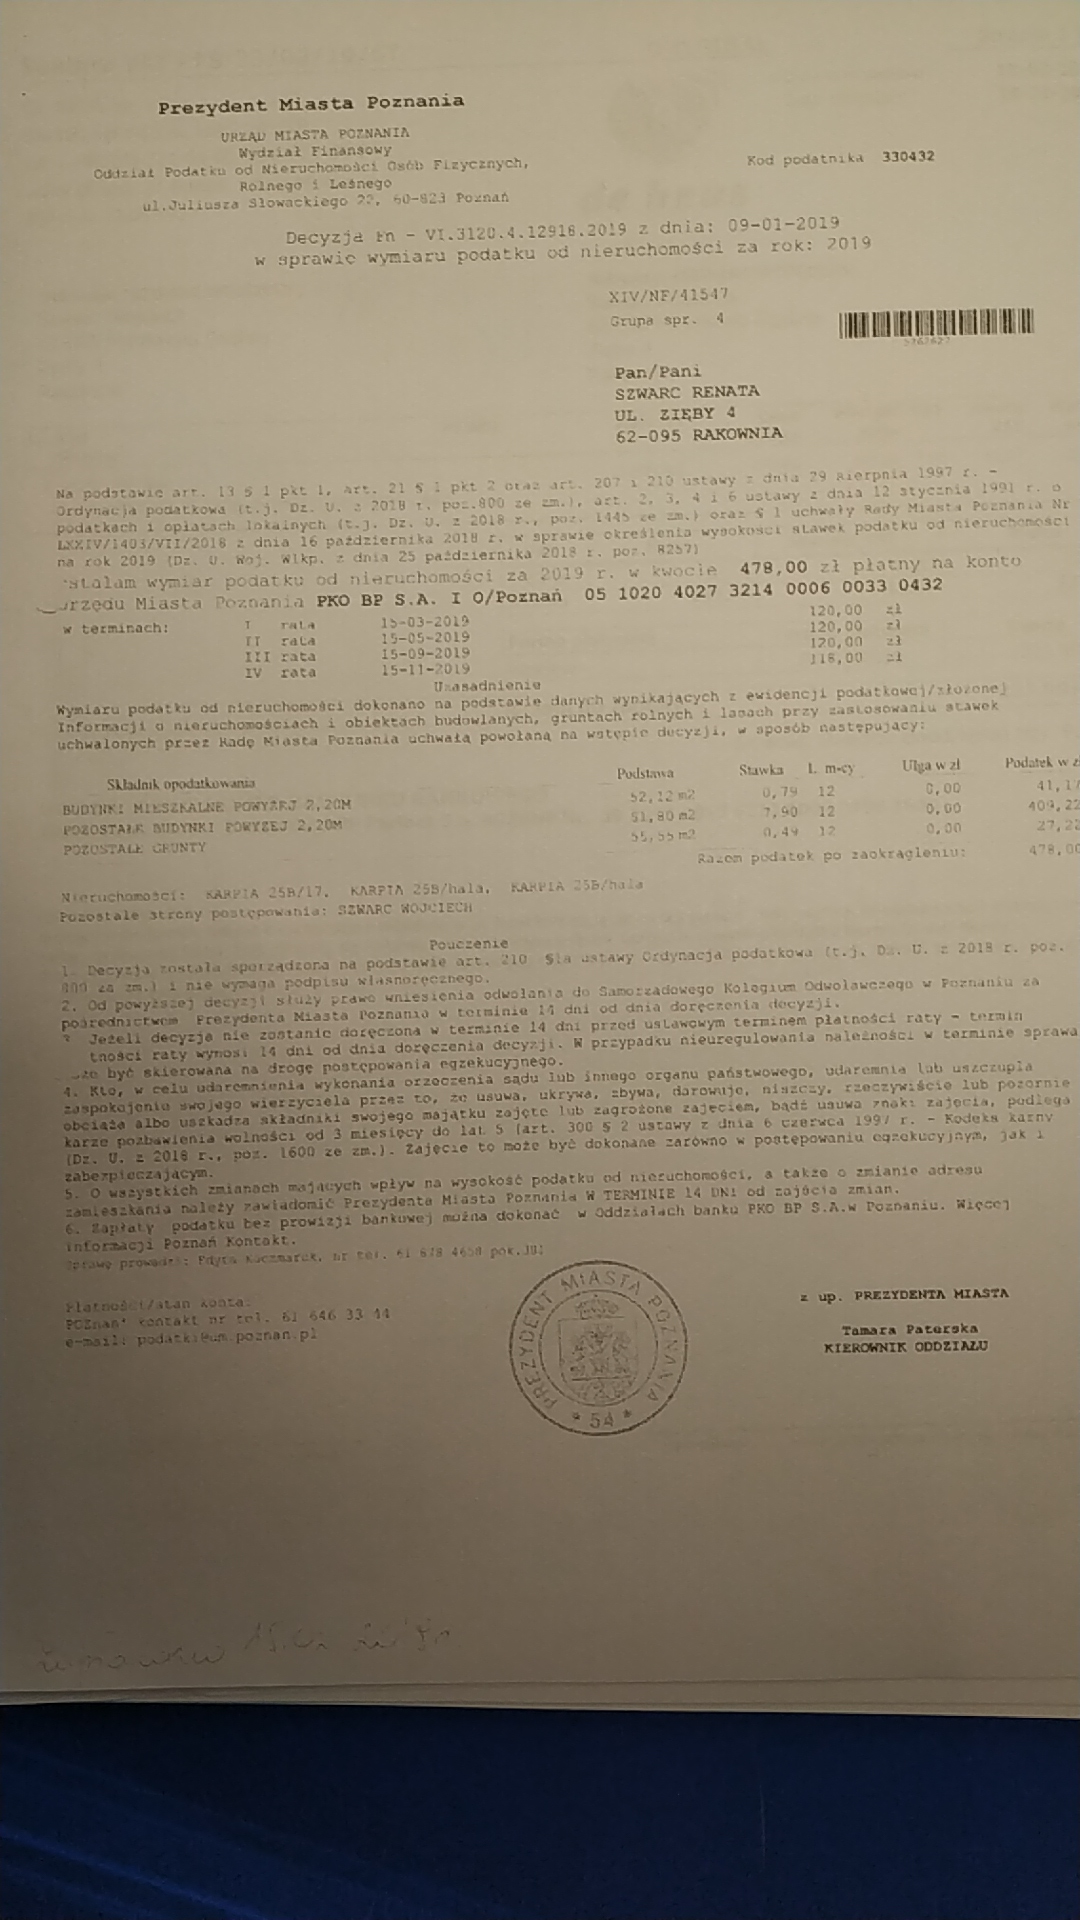 Prezydent Miasta Poznania
URZĄD MIASTA POZNANIA
Wydział Finansowy
Oddział Podatku od Nieruchomości Osób Fizycznych,
Rolnego i Leśnego
ul.Juliusza Słowackiego 22, 60-823 Poznań
Kod podatnika 330432
Decyzja Fn - VI.3120.4.12918.2019 z dnia: 09-01-2019
w sprawie wymiaru podatku od nieruchomości za rok: 2019
XIV/NF/41547
Grupa spr. 4
Pan/Pani
SZWARC RENATA
UL. ZIĘBY 4
62-095 RAKOWNIA
Na podstawie art. 13 § 1 pkt 1, art. 21 § 1 pkt 2 oraz art. 207 i 210 ustawy z dnia 29 sierpnia 1997 r. -
Ordynacja podatkowa (t.j. Dz. U. z 2018 r. poz.800 ze zm.), art. 2, 3, 4 i 6 ustawy z dnia 12 stycznia 1991 r. o
podatkach i opłatach lokalnych (t.j. Dz. U. z 2018 r., poz. 1445 ze zm.) oraz § 1 uchwały Rady Miasta Poznania Nr
LXXIV/1403/VII/2018 z dnia 16 października 2018 r. w sprawie określenia wysokości stawek podatku od nieruchomości
na rok 2019 (Dz. U. Woj. Wlkp. z dnia 25 października 2018 r. poz. 8257)
stalam wymiar podatku od nieruchomości za 2019 r. w kwocie 478,00 zł płatny na konto
urzędu Miasta Poznania PKO BP S.A. I O/Poznań 05 1020 4027 3214 0006 0033 0432
w terminach: I rata 15-03-2019 120,00 zł
II rata 15-05-2019 120,00 zł
III rata 15-09-2019 120,00 zł
IV rata 15-11-2019 118,00 zł
Uzasadnienie
Wymiaru podatku od nieruchomości dokonano na podstawie danych wynikających z ewidencji podatkowej/złożonej
Informacji o nieruchomościach i obiektach budowlanych, gruntach rolnych i lasach przy zastosowaniu stawek
uchwalonych przez Radę Miasta Poznania uchwałą powołaną na wstępie decyzji, w sposób następujący:
Składnik opodatkowania Podstawa Stawka L. m-cy Ulga w zł Podatek w z
BUDYNKI MIESZKALNE POWYŻEJ 2,20M 52,12 m2 0,79 12 0,00 41,17
POZOSTAŁE BUDYNKI POWYŻEJ 2,20M 51,80 m2 7,90 12 0,00 409,22
POZOSTAŁE GRUNTY 55,55 m2 0,49 12 0,00 27,22
Razem podatek po zaokrągleniu: 478,00
Nieruchomości: KARPIA 25B/17, KARPIA 25B/hala, KARPIA 25B/hala
Pozostałe strony postępowania: SZWARC WOJCIECH
Pouczenie
1. Decyzja została sporządzona na podstawie art. 210 §1a ustawy Ordynacja podatkowa (t.j. Dz. U. z 2018 r. poz.
800 ze zm.) i nie wymaga podpisu własnoręcznego.
2. Od powyższej decyzji służy prawo wniesienia odwołania do Samorządowego Kolegium Odwoławczego w Poznaniu za
pośrednictwem Prezydenta Miasta Poznania w terminie 14 dni od dnia doręczenia decyzji.
Jeżeli decyzja nie zostanie doręczona w terminie 14 dni przed ustawowym terminem płatności raty - termin
tności raty wynosi 14 dni od dnia doręczenia decyzji. W przypadku nieuregulowania należności w terminie sprawa
że być skierowana na drogę postępowania egzekucyjnego.
4. Kto, w celu udaremnienia wykonania orzeczenia sądu lub innego organu państwowego, udaremnia lub uszczupla
zaspokojenie swojego wierzyciela przez to, że usuwa, ukrywa, zbywa, darowuje, niszczy, rzeczywiście lub pozornie
obciąża albo uszkadza składniki swojego majątku zajęte lub zagrożone zajęciem, bądź usuwa znaki zajęcia, podlega
karze pozbawienia wolności od 3 miesięcy do lat 5 (art. 300 § 2 ustawy z dnia 6 czerwca 1997 r. - Kodeks karny
(Dz. U. z 2018 r., poz. 1600 ze zm.). Zajęcie to może być dokonane zarówno w postępowaniu egzekucyjnym, jak i
zabezpieczającym.
5. O wszystkich zmianach mających wpływ na wysokość podatku od nieruchomości, a także o zmianie adresu
zamieszkania należy zawiadomić Prezydenta Miasta Poznania W TERMINIE 14 DNI od zajścia zmian.
6. Zapłaty podatku bez prowizji bankowej można dokonać w Oddziałach banku PKO BP S.A.w Poznaniu. Więcej
informacji Poznań Kontakt.
Sprawę prowadzi: Edyta Kaczmarek, nr tel. 61 878 4658 pok.
Płatności/stan konta:
POZnan* kontakt nr tel. 61 646 33 44
e-mail: podatki@um.poznan.pl
PREZYDENT MIASTA POZNANIA
* 54 *
z up. PREZYDENTA MIASTA
Tamara Paterska
KIEROWNIK ODDZIAŁU